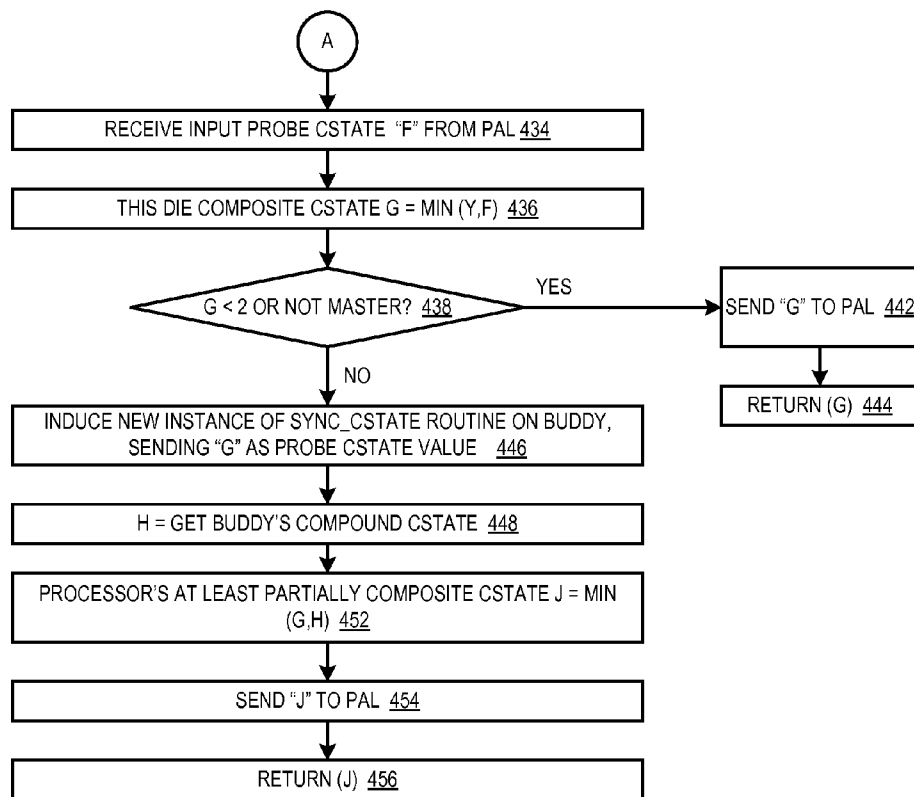 A
RECEIVE INPUT PROBE CSTATE "F" FROM PAL 434
THIS DIE COMPOSITE CSTATE G = MIN (Y,F) 436
G < 2 OR NOT MASTER? 438
YES
SEND "G" TO PAL 442
RETURN (G) 444
NO
INDUCE NEW INSTANCE OF SYNC_CSTATE ROUTINE ON BUDDY,
SENDING "G" AS PROBE CSTATE VALUE 446
H = GET BUDDY'S COMPOUND CSTATE 448
PROCESSOR'S AT LEAST PARTIALLY COMPOSITE CSTATE J = MIN
(G,H) 452
SEND "J" TO PAL 454
RETURN (J) 456